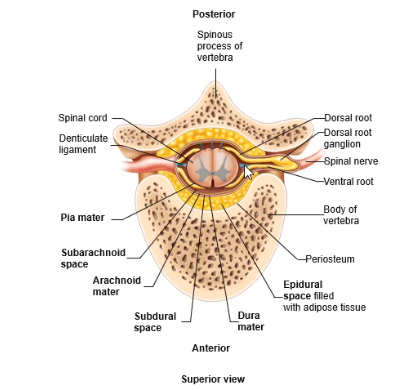 Posterior
Spinous
process of
vertebra
Spinal cord
Denticulate
ligament
Pia mater
Subarachnoid
space
Arachnoid
mater
Subdural
space
Dorsal root
Dorsal root
ganglion
Spinal nerve
Ventral root
Body of
vertebra
Periosteum
Epidural
space filled
with adipose tissue
Dura
mater
Anterior
Superior view